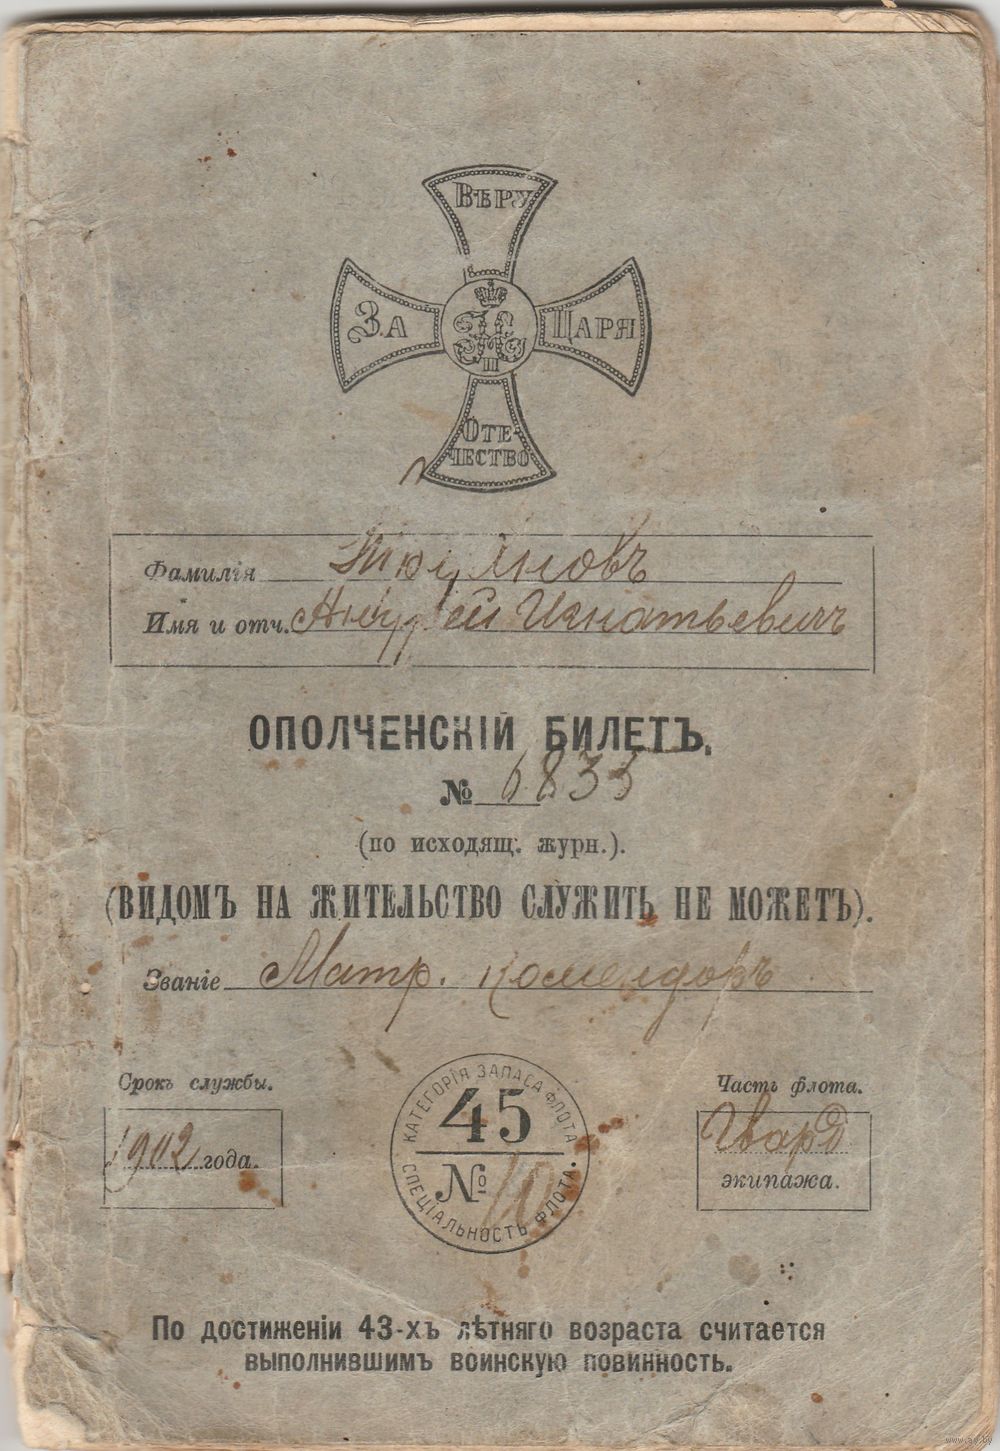 ВѢРУ
ЗА ЦАРЯ
III
ОТЕ-
ЧЕСТВО
Фамилія
Имя и отч. Андрей Игнатьевичъ
ОПОЛЧЕНСКІЙ БИЛЕТЪ.
№ 6835
(по исходящ. журн.).
(ВИДОМЪ НА ЖИТЕЛЬСТВО СЛУЖИТЬ НЕ МОЖЕТЪ).
Званіе Матр. комендоръ
Срокъ службы.
1902 года.
КАТЕГОРІЯ ЗАПАСА ФЛОТА
45
№ 10
СПЕЦІАЛЬНОСТЬ ФЛОТА.
Часть флота.
Гвард
экипажа.
По достиженіи 43-хъ лѣтняго возраста считается
выполнившимъ воинскую повинность.